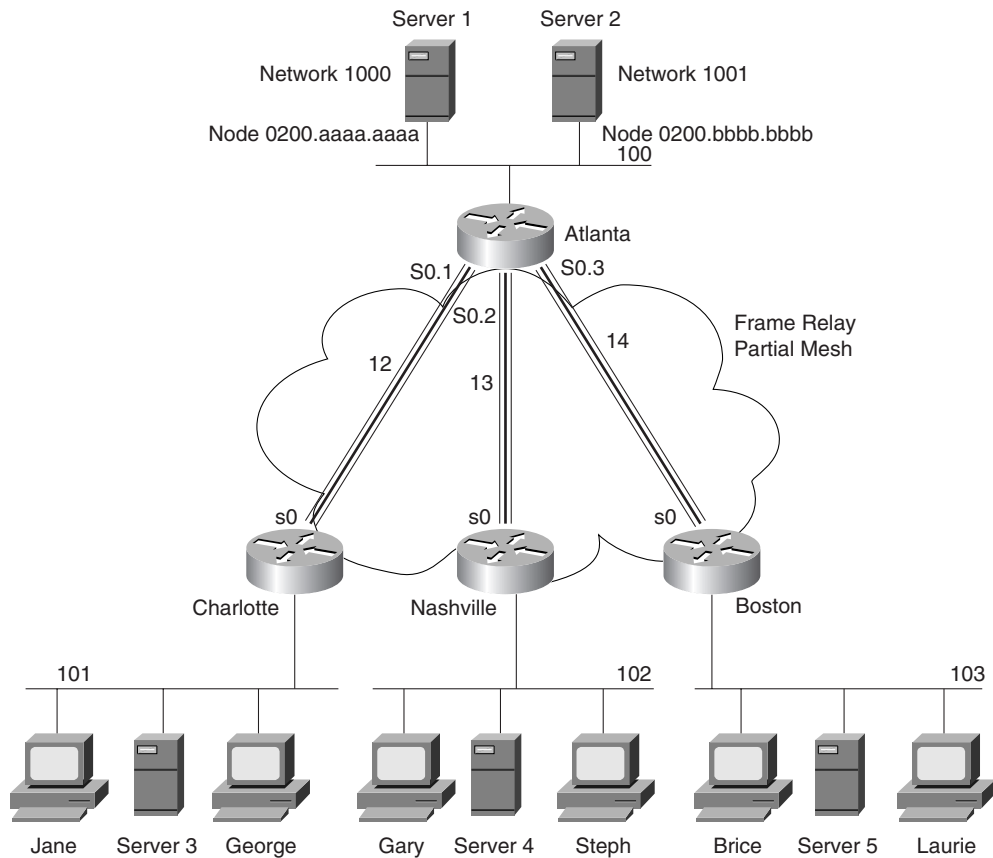 Server 1
Server 2
Network 1000
Network 1001
Node 0200.aaaa.aaaa
Node 0200.bbbb.bbbb
100
Atlanta
S0.1
S0.3
S0.2
Frame Relay
Partial Mesh
12
13
14
s0
s0
s0
Charlotte
Nashville
Boston
101
102
103
Jane
Server 3
George
Gary
Server 4
Steph
Brice
Server 5
Laurie